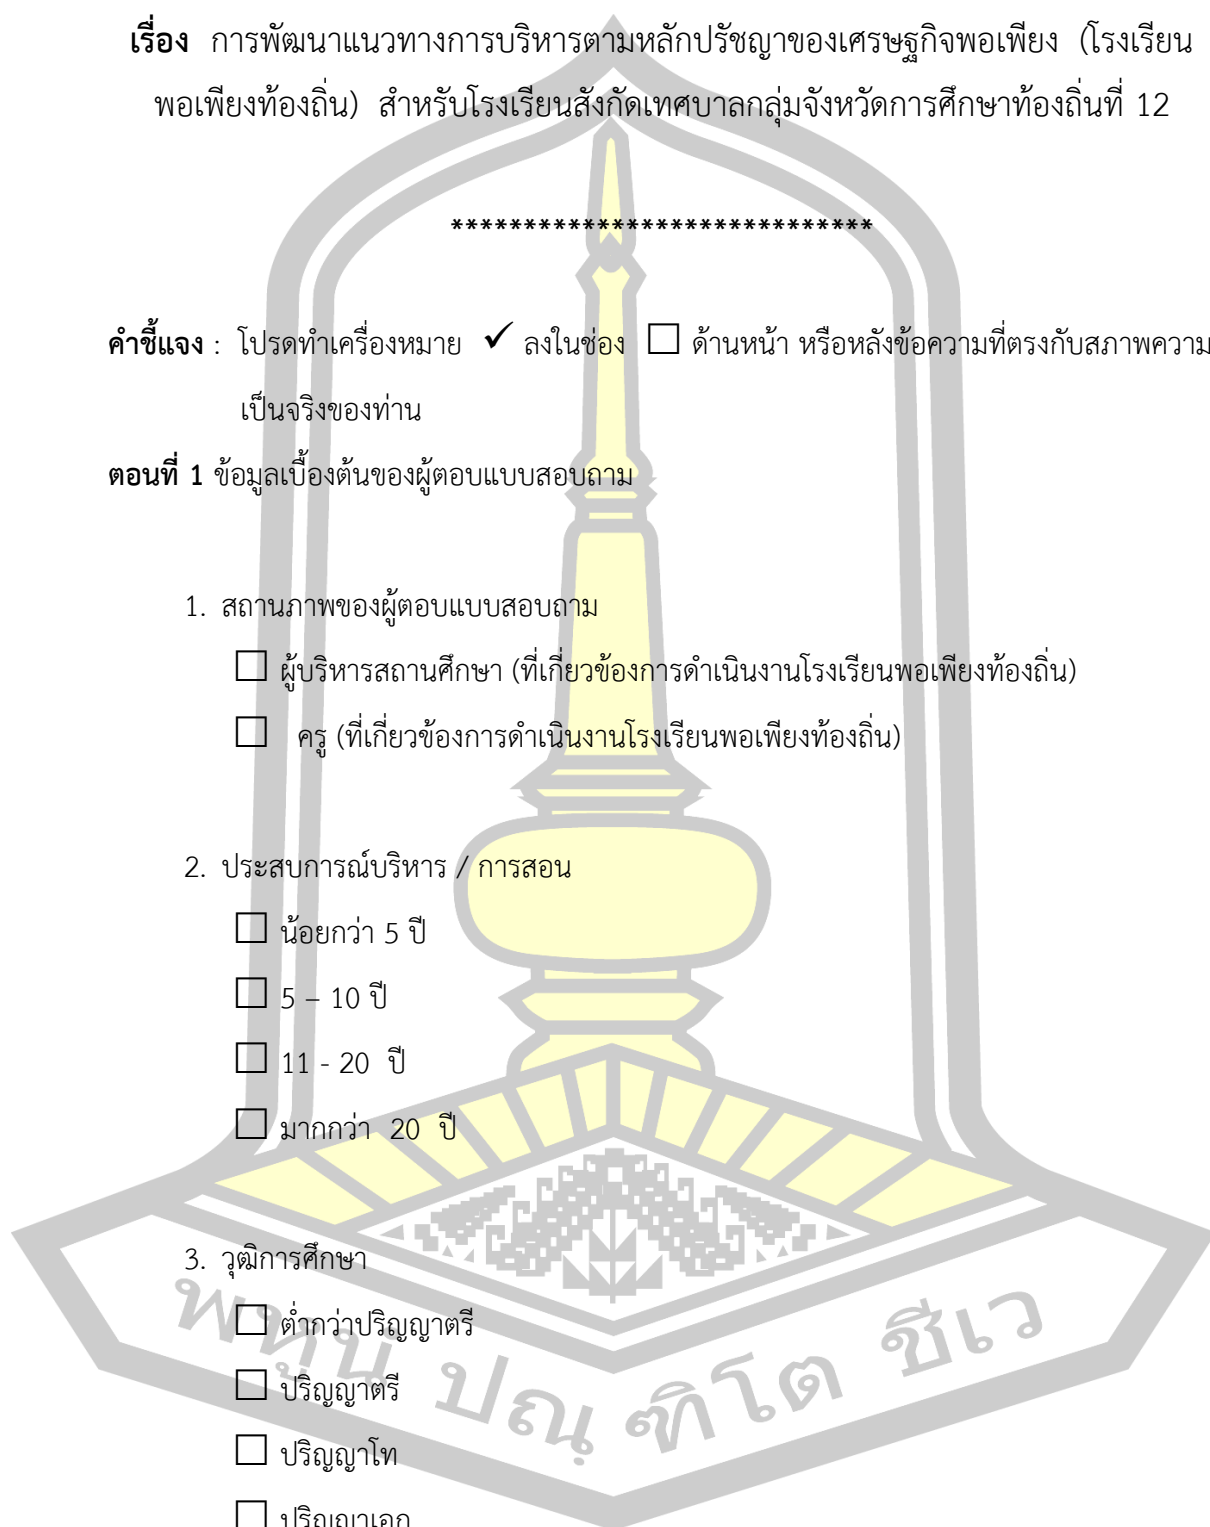 เรื่อง การพัฒนาแนวทางการบริหารตามหลักปรัชญาของเศรษฐกิจพอเพียง (โรงเรียน
พอเพียงท้องถิ่น) สำหรับโรงเรียนสังกัดเทศบาลกลุ่มจังหวัดการศึกษาท้องถิ่นที่ 12
*****************************
คำชี้แจง : โปรดทำเครื่องหมาย ✓ ลงในช่อง ☐ ด้านหน้า หรือหลังข้อความที่ตรงกับสภาพความ
เป็นจริงของท่าน
ตอนที่ 1 ข้อมูลเบื้องต้นของผู้ตอบแบบสอบถาม
1. สถานภาพของผู้ตอบแบบสอบถาม
☐ ผู้บริหารสถานศึกษา (ที่เกี่ยวข้องการดำเนินงานโรงเรียนพอเพียงท้องถิ่น)
☐ ครู (ที่เกี่ยวข้องการดำเนินงานโรงเรียนพอเพียงท้องถิ่น)
2. ประสบการณ์บริหาร / การสอน
☐ น้อยกว่า 5 ปี
☐ 5 – 10 ปี
☐ 11 - 20 ปี
☐ มากกว่า 20 ปี
3. วุฒิการศึกษา
☐ ต่ำกว่าปริญญาตรี
☐ ปริญญาตรี
☐ ปริญญาโท
☐ ปริญญาเอก
พหูนํ ปณฺฑิโต ชีเว